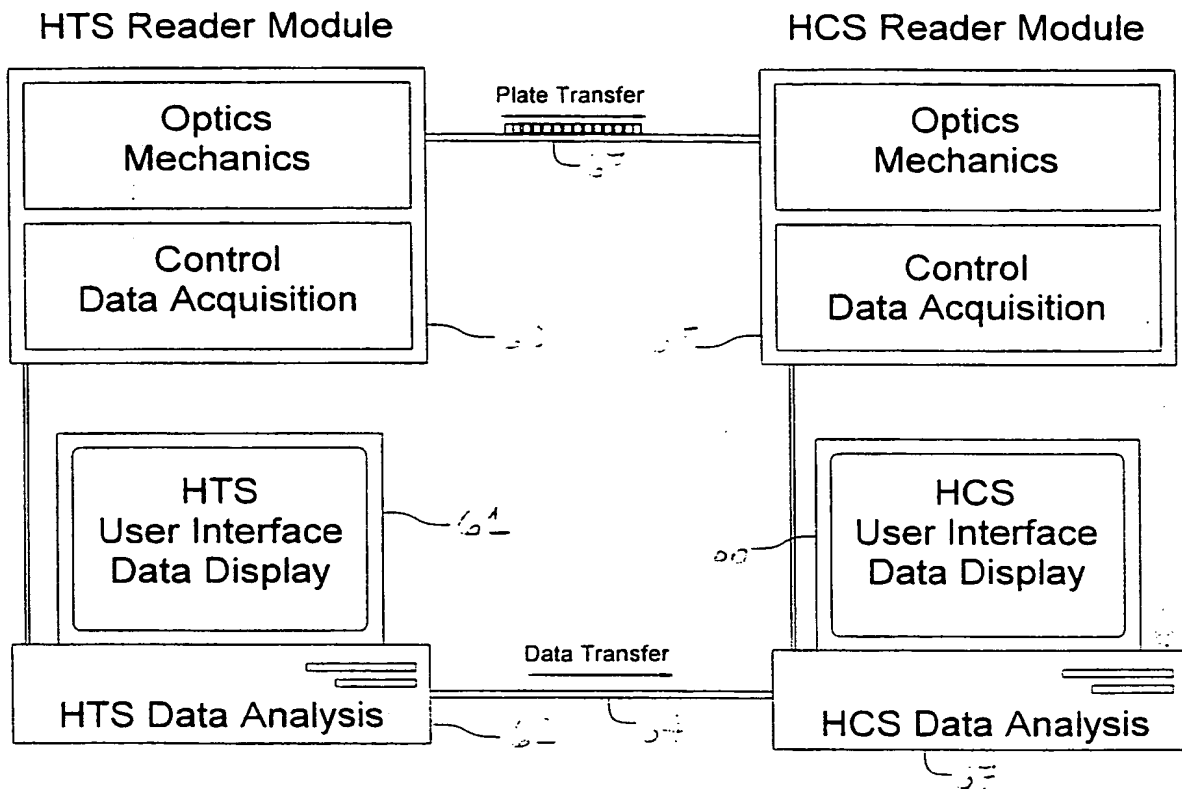 HTS Reader Module
HCS Reader Module
Optics
Mechanics
Control
Data Acquisition
Plate Transfer
Optics
Mechanics
Control
Data Acquisition
HTS
User Interface
Data Display
HCS
User Interface
Data Display
Data Transfer
HTS Data Analysis
HCS Data Analysis